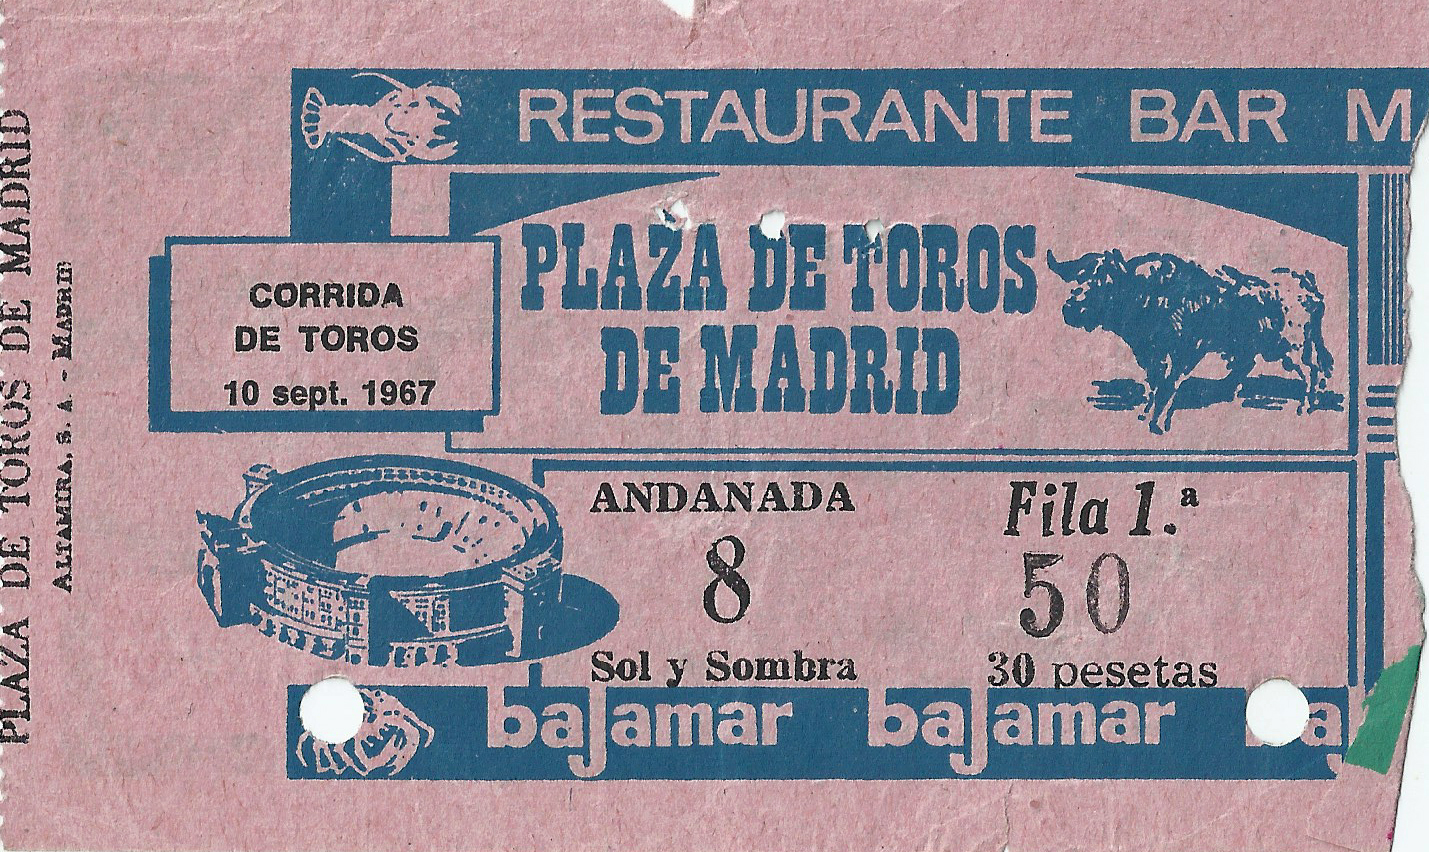 PLAZA DE TOROS DE MADRID
ALTAMIRA, S. A. - MADRID
RESTAURANTE BAR M
CORRIDA
DE TOROS
10 sept. 1967
PLAZA DE TOROS
DE MADRID
ANDANADA
8
Sol y Sombra
Fila 1.ª
50
30 pesetas
bajamar bajamar baj